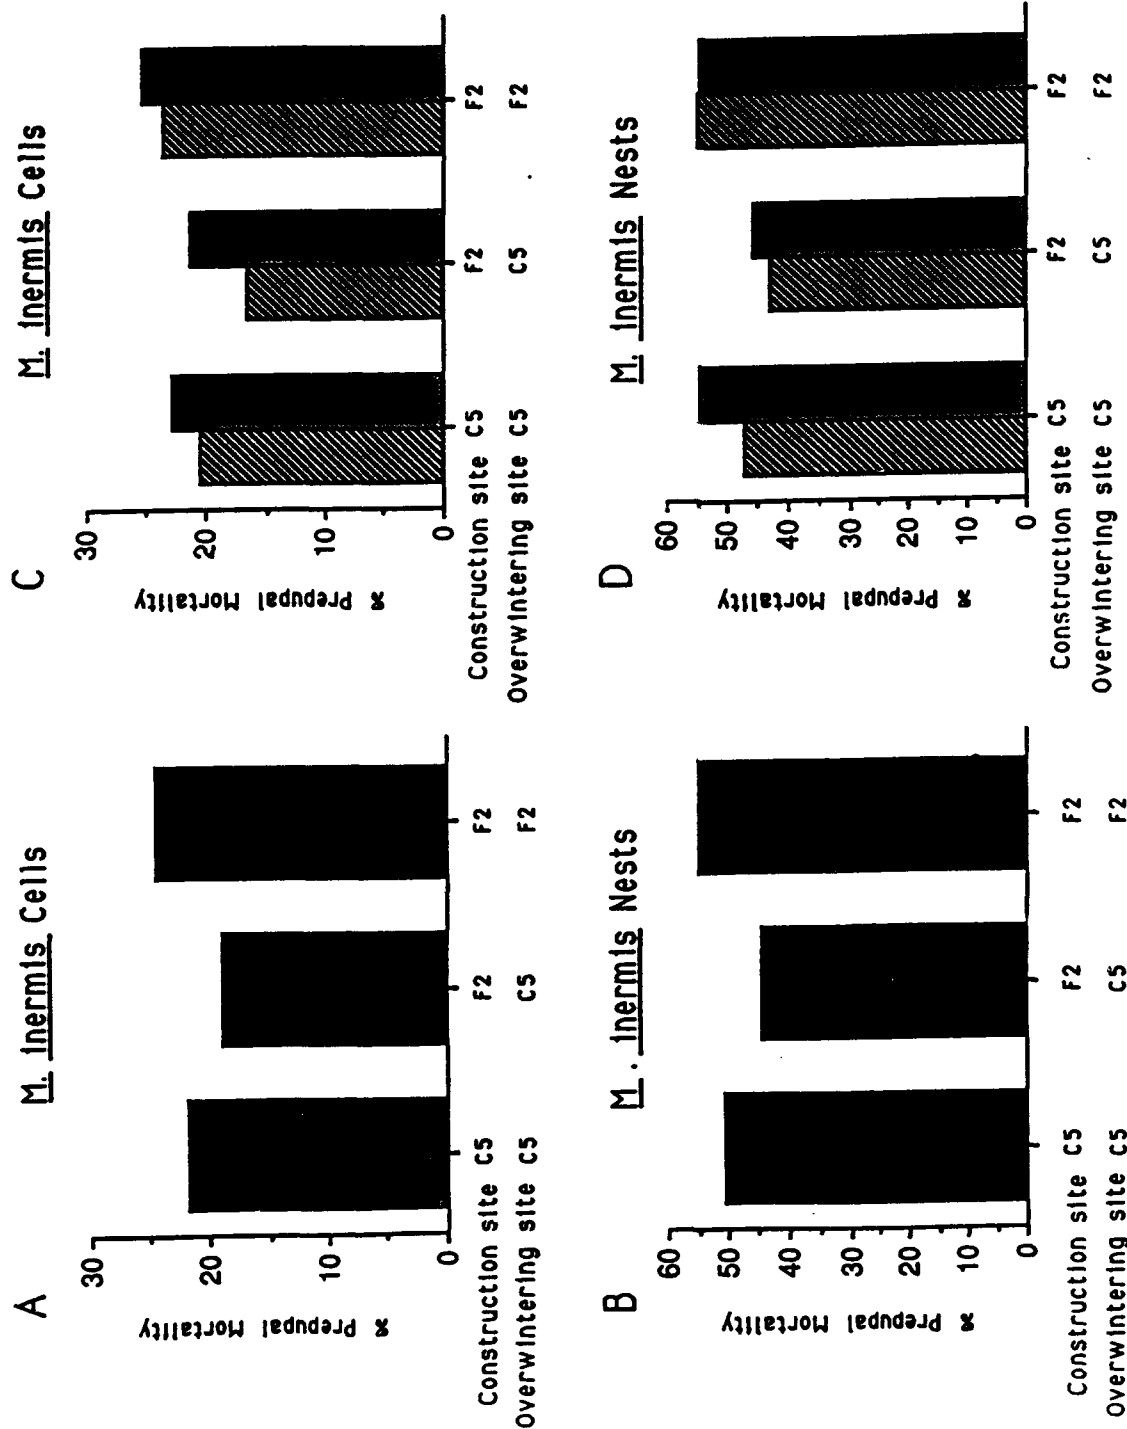 A
M. inermis Cells
30
20
10
0
% Prepupal Mortality
Construction site C5 F2 F2
Overwintering site C5 C5 F2
B
M. inermis Nests
60
50
40
30
20
10
0
% Prepupal Mortality
Construction site C5 F2 F2
Overwintering site C5 C5 F2
C
M. inermis Cells
30
20
10
0
% Prepupal Mortality
Construction site C5 F2 F2
Overwintering site C5 C5 F2
D
M. inermis Nests
60
50
40
30
20
10
0
% Prepupal Mortality
Construction site C5 F2 F2
Overwintering site C5 C5 F2